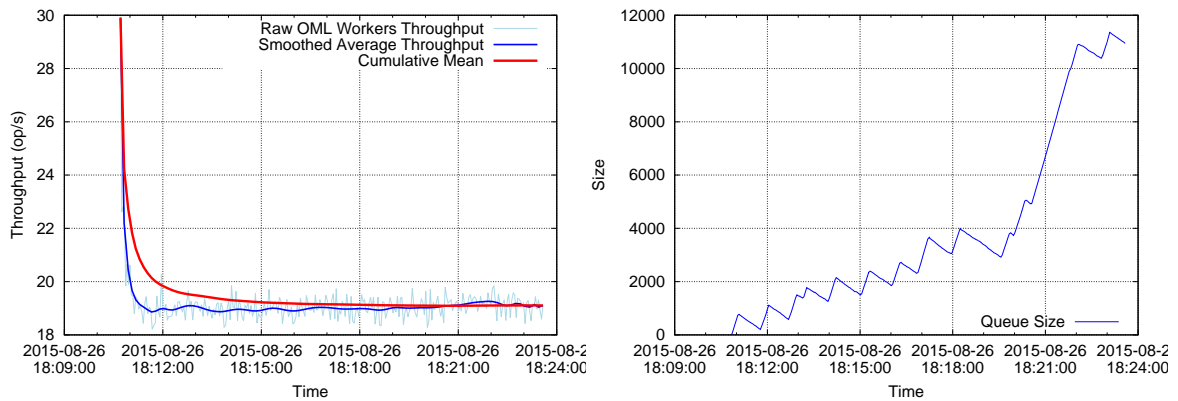 30
28
26
24
22
20
18
Throughput (op/s)
Raw OML Workers Throughput
Smoothed Average Throughput
Cumulative Mean
2015-08-26 2015-08-26 2015-08-26 2015-08-26 2015-08-26 2015-08-2
18:09:00 18:12:00 18:15:00 18:18:00 18:21:00 18:24:00
Time
12000
10000
8000
6000
4000
2000
0
Size
Queue Size
2015-08-26 2015-08-26 2015-08-26 2015-08-26 2015-08-26 2015-08-2
18:09:00 18:12:00 18:15:00 18:18:00 18:21:00 18:24:00
Time